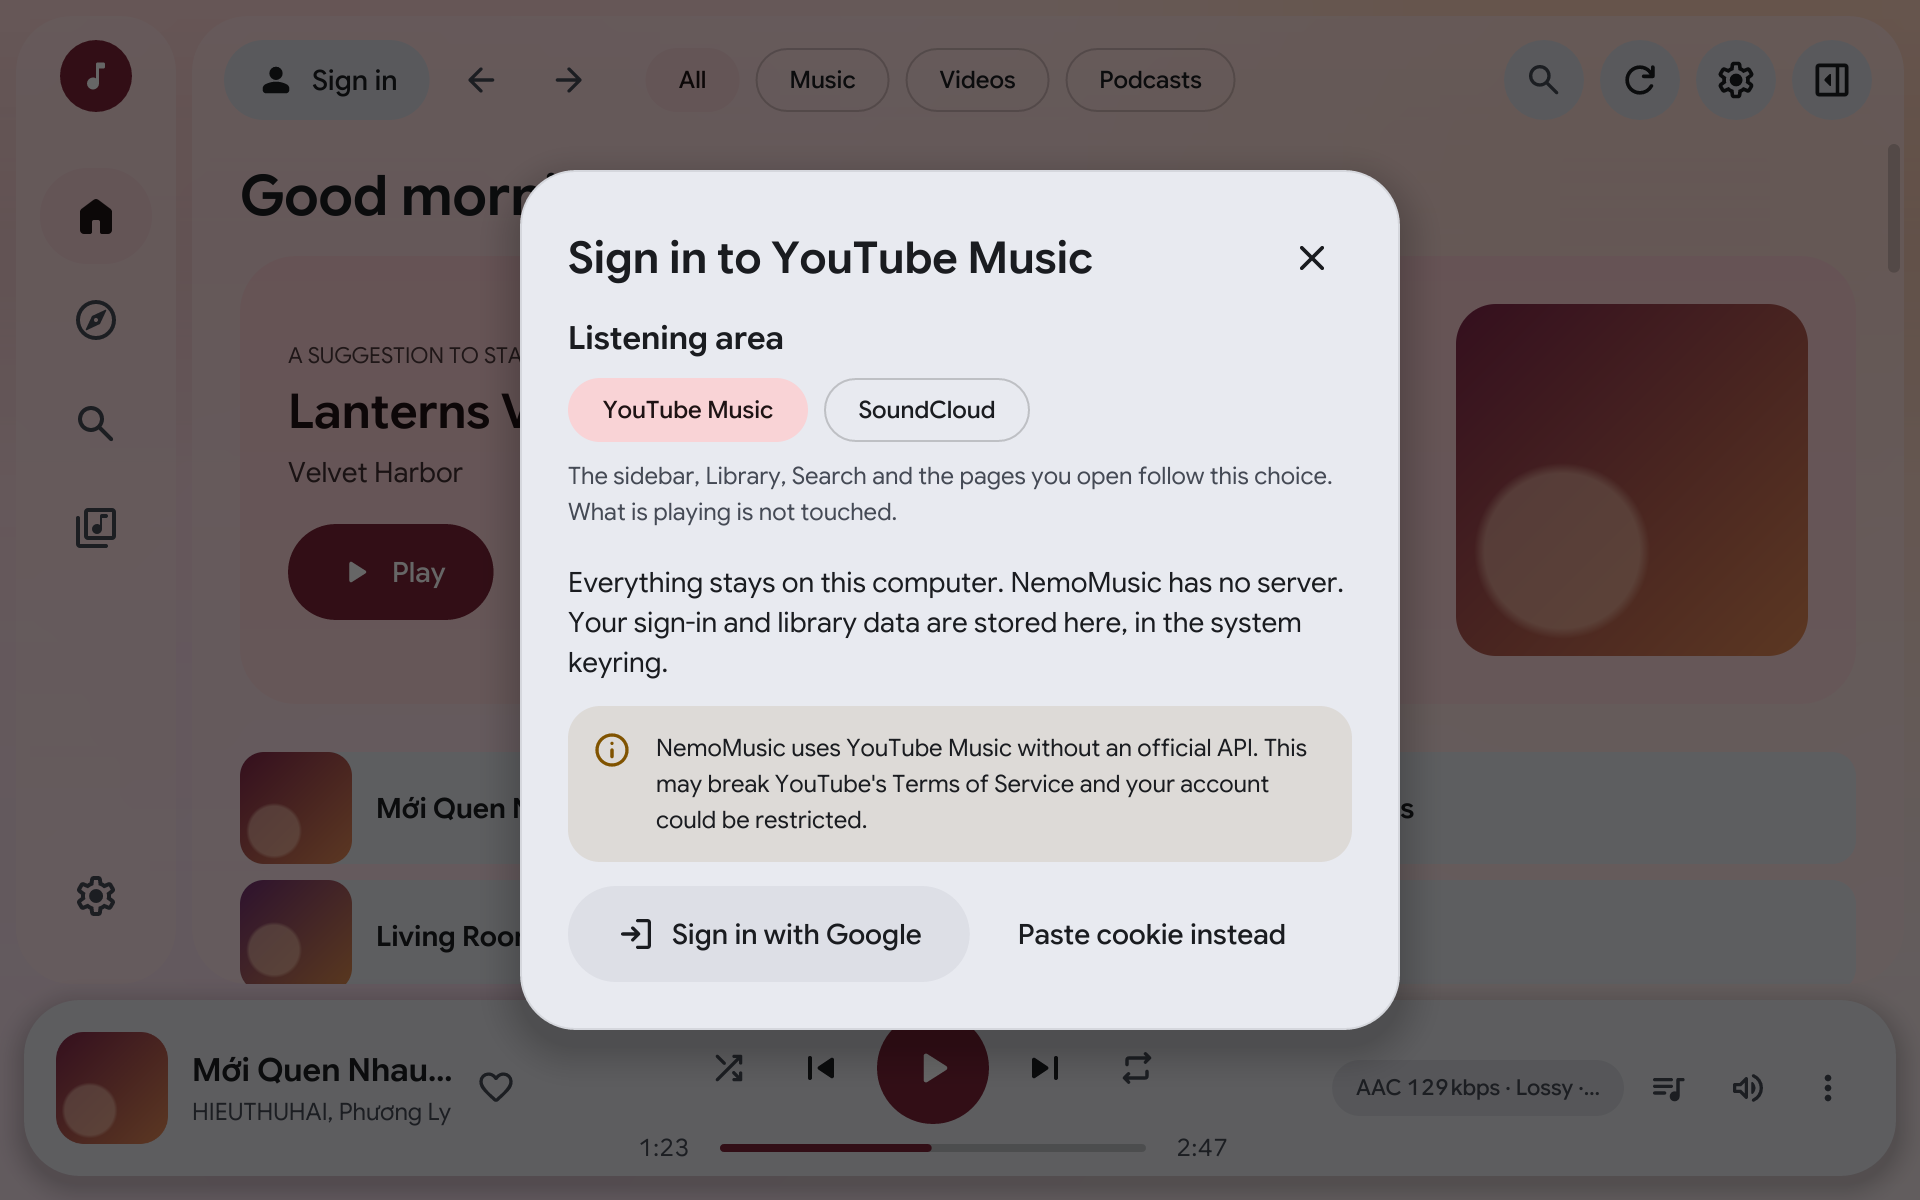 Sign in
All
Music
Videos
Podcasts
Good morn
A SUGGESTION TO STA
Lanterns
Velvet Harbor
Play
Mới Quen
Living Roo
Sign in to YouTube Music
Listening area
YouTube Music
SoundCloud
The sidebar, Library, Search and the pages you open follow this choice.
What is playing is not touched.
Everything stays on this computer. NemoMusic has no server.
Your sign-in and library data are stored here, in the system
keyring.
NemoMusic uses YouTube Music without an official API. This
may break YouTube's Terms of Service and your account
could be restricted.
Sign in with Google
Paste cookie instead
Mới Quen Nhau...
HIEUTHUHAI, Phương Ly
1:23
2:47
AAC 129 kbps · Lossy ·...